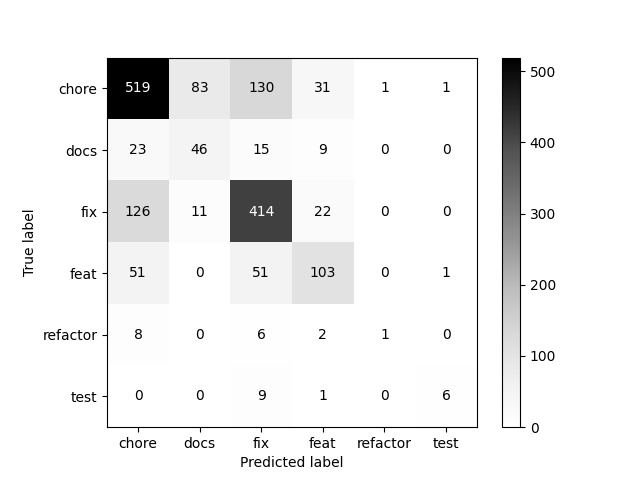 chore 519 83 130 31 1 1
docs 23 46 15 9 0 0
fix 126 11 414 22 0 0
feat 51 0 51 103 0 1
refactor 8 0 6 2 1 0
test 0 0 9 1 0 6
chore docs fix feat refactor test
Predicted label
True label
500
400
300
200
100
0